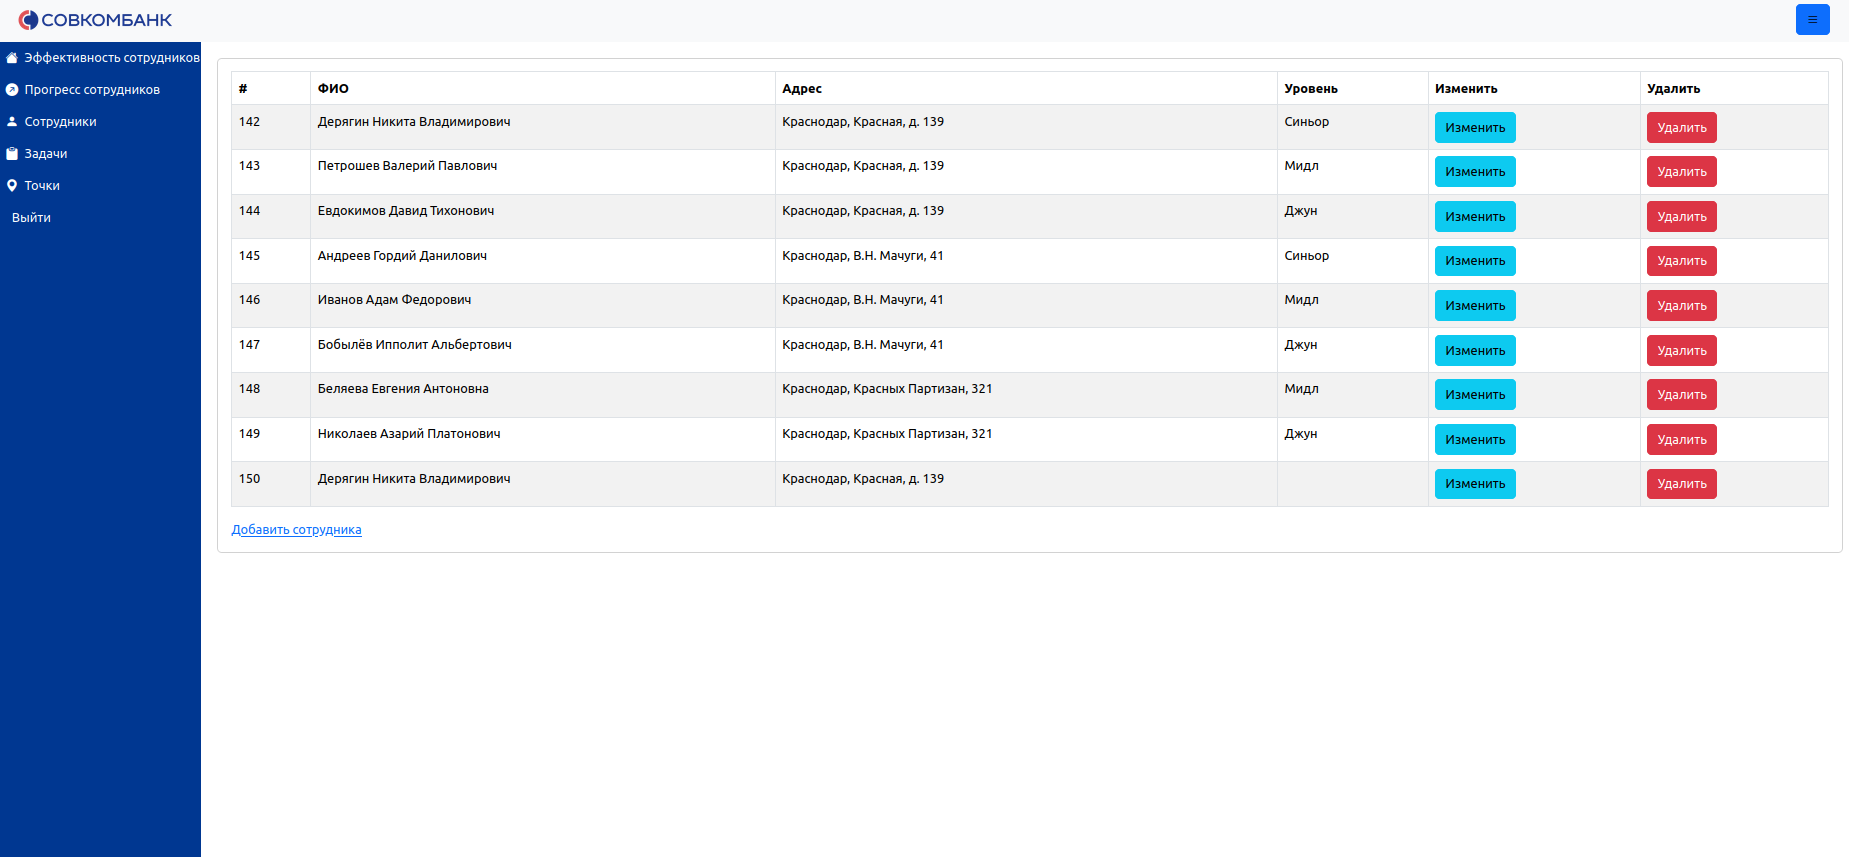 СОВКОМБАНК
Эффективность сотрудников
Прогресс сотрудников
Сотрудники
Задачи
Точки
Выйти
# ФИО Адрес Уровень Изменить Удалить
142 Дерягин Никита Владимирович Краснодар, Красная, д. 139 Синьор Изменить Удалить
143 Петрошев Валерий Павлович Краснодар, Красная, д. 139 Мидл Изменить Удалить
144 Евдокимов Давид Тихонович Краснодар, Красная, д. 139 Джун Изменить Удалить
145 Андреев Гордий Данилович Краснодар, В.Н. Мачуги, 41 Синьор Изменить Удалить
146 Иванов Адам Федорович Краснодар, В.Н. Мачуги, 41 Мидл Изменить Удалить
147 Бобылёв Ипполит Альбертович Краснодар, В.Н. Мачуги, 41 Джун Изменить Удалить
148 Беляева Евгения Антоновна Краснодар, Красных Партизан, 321 Мидл Изменить Удалить
149 Николаев Азарий Платонович Краснодар, Красных Партизан, 321 Джун Изменить Удалить
150 Дерягин Никита Владимирович Краснодар, Красная, д. 139 Изменить Удалить
Добавить сотрудника